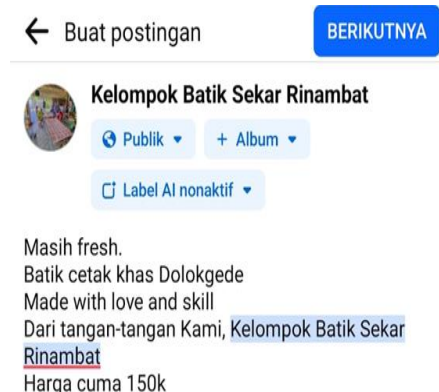 Buat postingan
BERIKUTNYA
Kelompok Batik Sekar Rinambat
Publik
+ Album
Label AI nonaktif
Masih fresh.
Batik cetak khas Dolokgede
Made with love and skill
Dari tangan-tangan Kami, Kelompok Batik Sekar
Rinambat
Harga cuma 150k